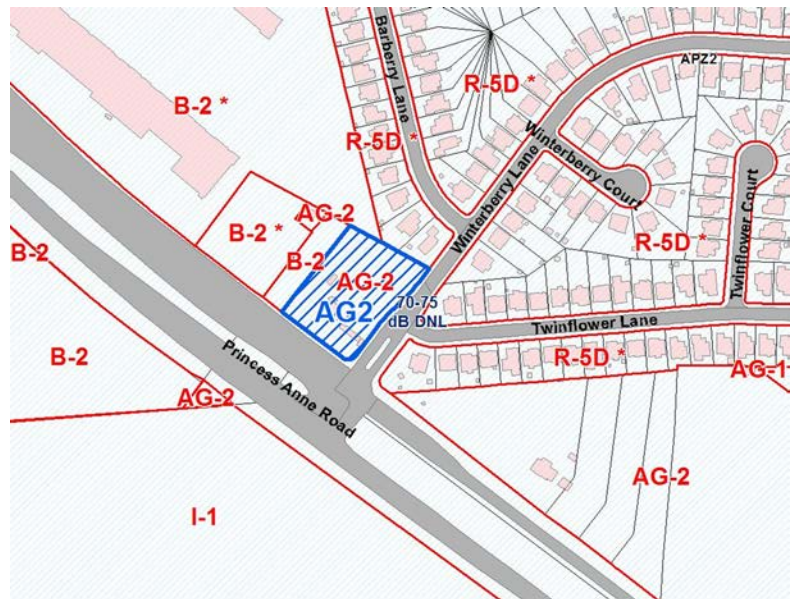 Barberry Lane
APZ2
R-5D *
B-2 *
R-5D *
Winterberry Court
Winterberry Lane
AG-2
B-2 *
B-2
B-2
R-5D *
Twinflower Court
AG-2
AG2
70-75
dB DNL
Twinflower Lane
B-2
Princess Anne Road
R-5D *
AG-1
AG-2
AG-2
I-1